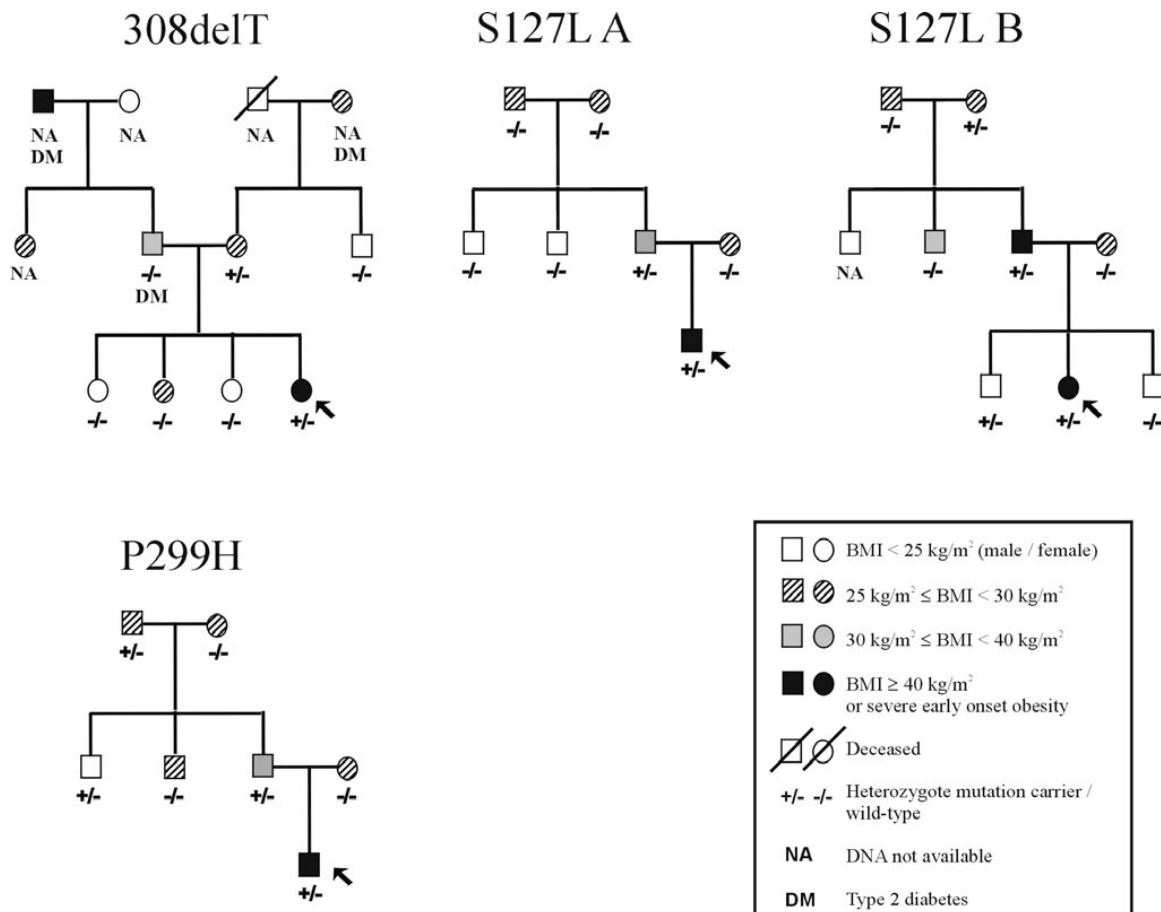 308delT
S127L A
S127L B
NA NA NA NA
DM DM
-/- -/- -/- +/-
NA -/- +/- -/-
DM
-/- -/- +/- -/-
NA -/- +/- -/-
-/- -/- -/- +/-
+/-
+/- +/- -/-
P299H
+/- -/-
+/- -/- +/- -/-
+/-
BMI < 25 kg/m² (male / female)
25 kg/m² ≤ BMI < 30 kg/m²
30 kg/m² ≤ BMI < 40 kg/m²
BMI ≥ 40 kg/m²
or severe early onset obesity
Deceased
+/- -/- Heterozygote mutation carrier /
wild-type
NA DNA not available
DM Type 2 diabetes